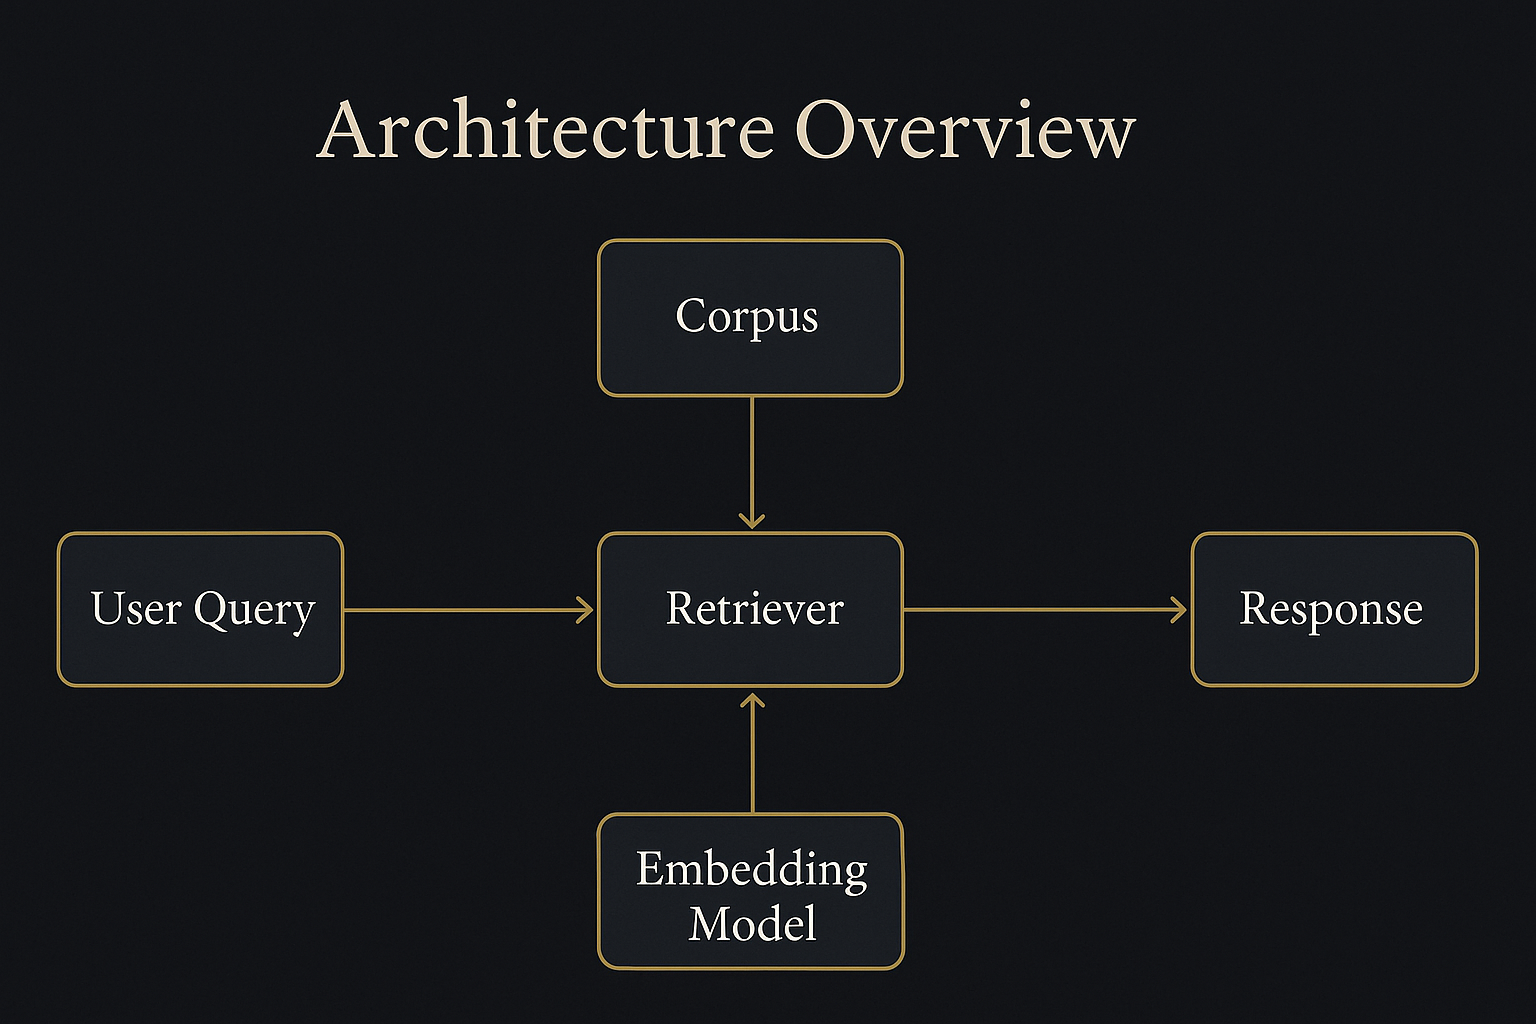 Architecture Overview
Corpus
User Query
Retriever
Response
Embedding
Model